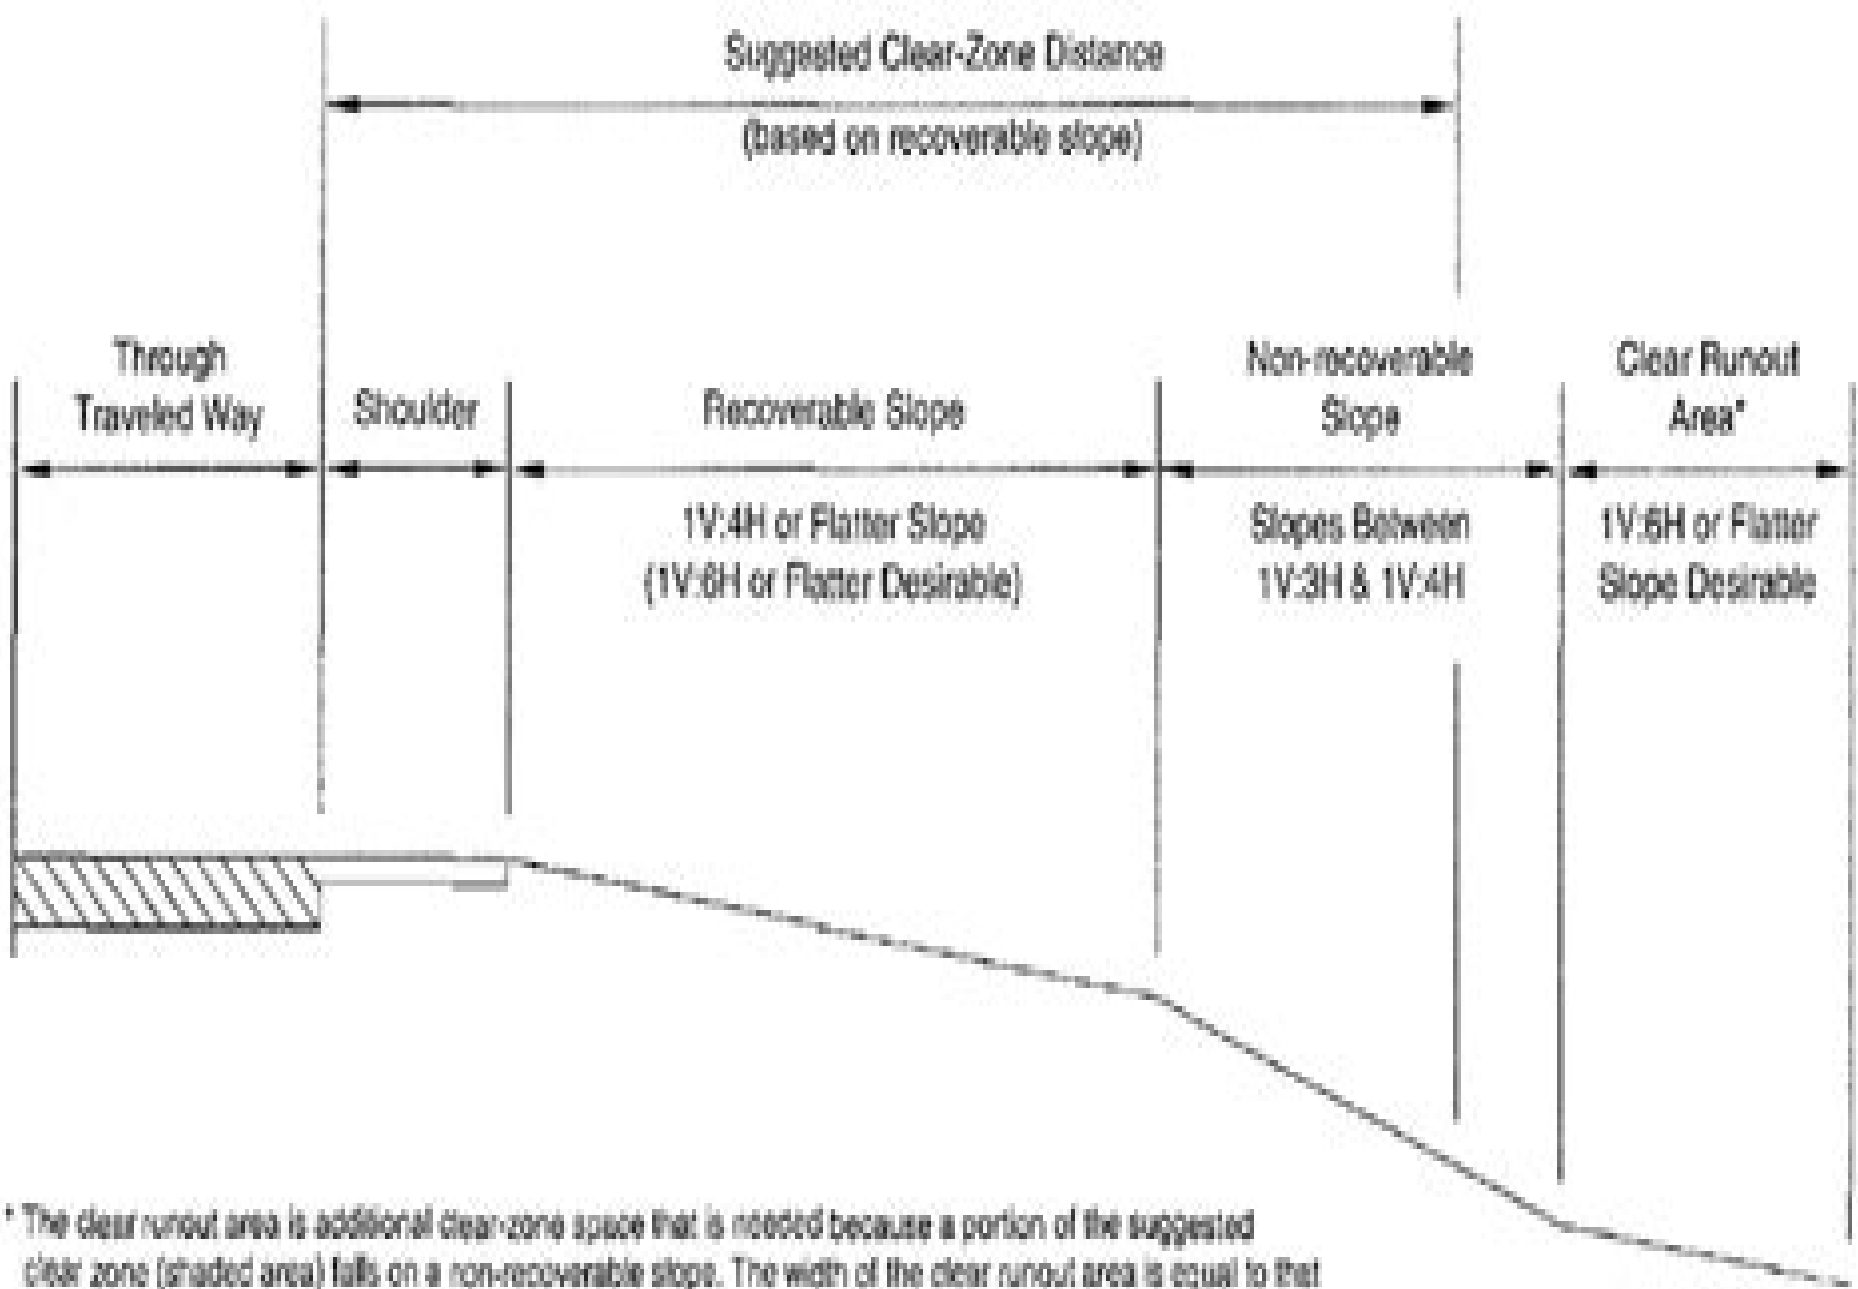 Suggested Clear-Zone Distance
(based on recoverable slope)
Through
Traveled Way
Shoulder
Recoverable Slope
Non-recoverable
Slope
Clear Runout
Area*
1V:4H or Flatter Slope
(1V:6H or Flatter Desirable)
Slopes Between
1V:3H & 1V:4H
1V:6H or Flatter
Slope Desirable
* The clear runout area is additional clear-zone space that is needed because a portion of the suggested
clear zone (shaded area) falls on a non-recoverable slope. The width of the clear runout area is equal to that